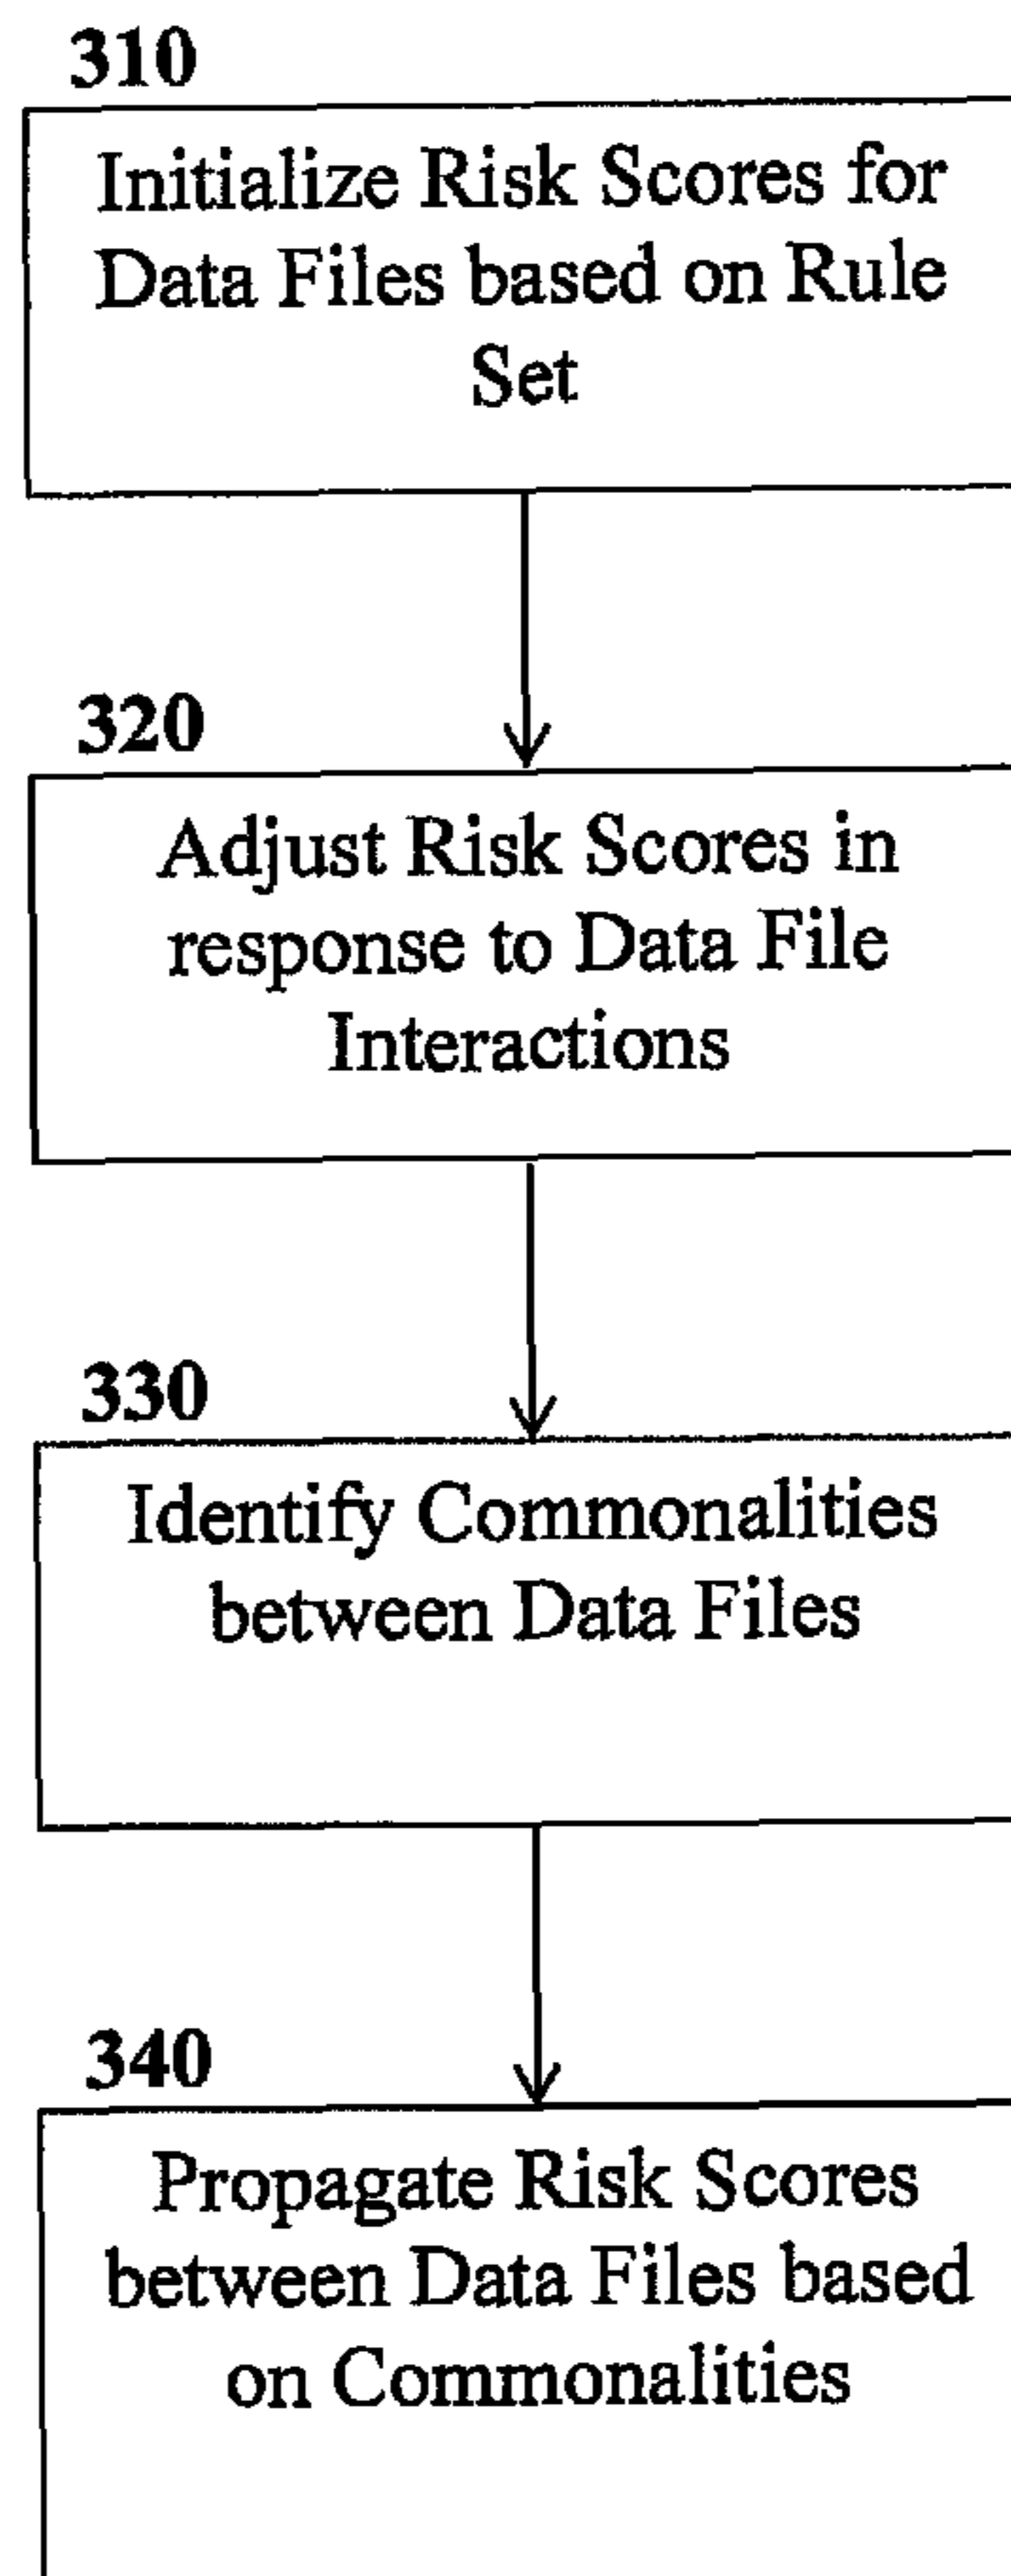 310
Initialize Risk Scores for
Data Files based on Rule
Set
320
Adjust Risk Scores in
response to Data File
Interactions
330
Identify Commonalities
between Data Files
340
Propagate Risk Scores
between Data Files based
on Commonalities